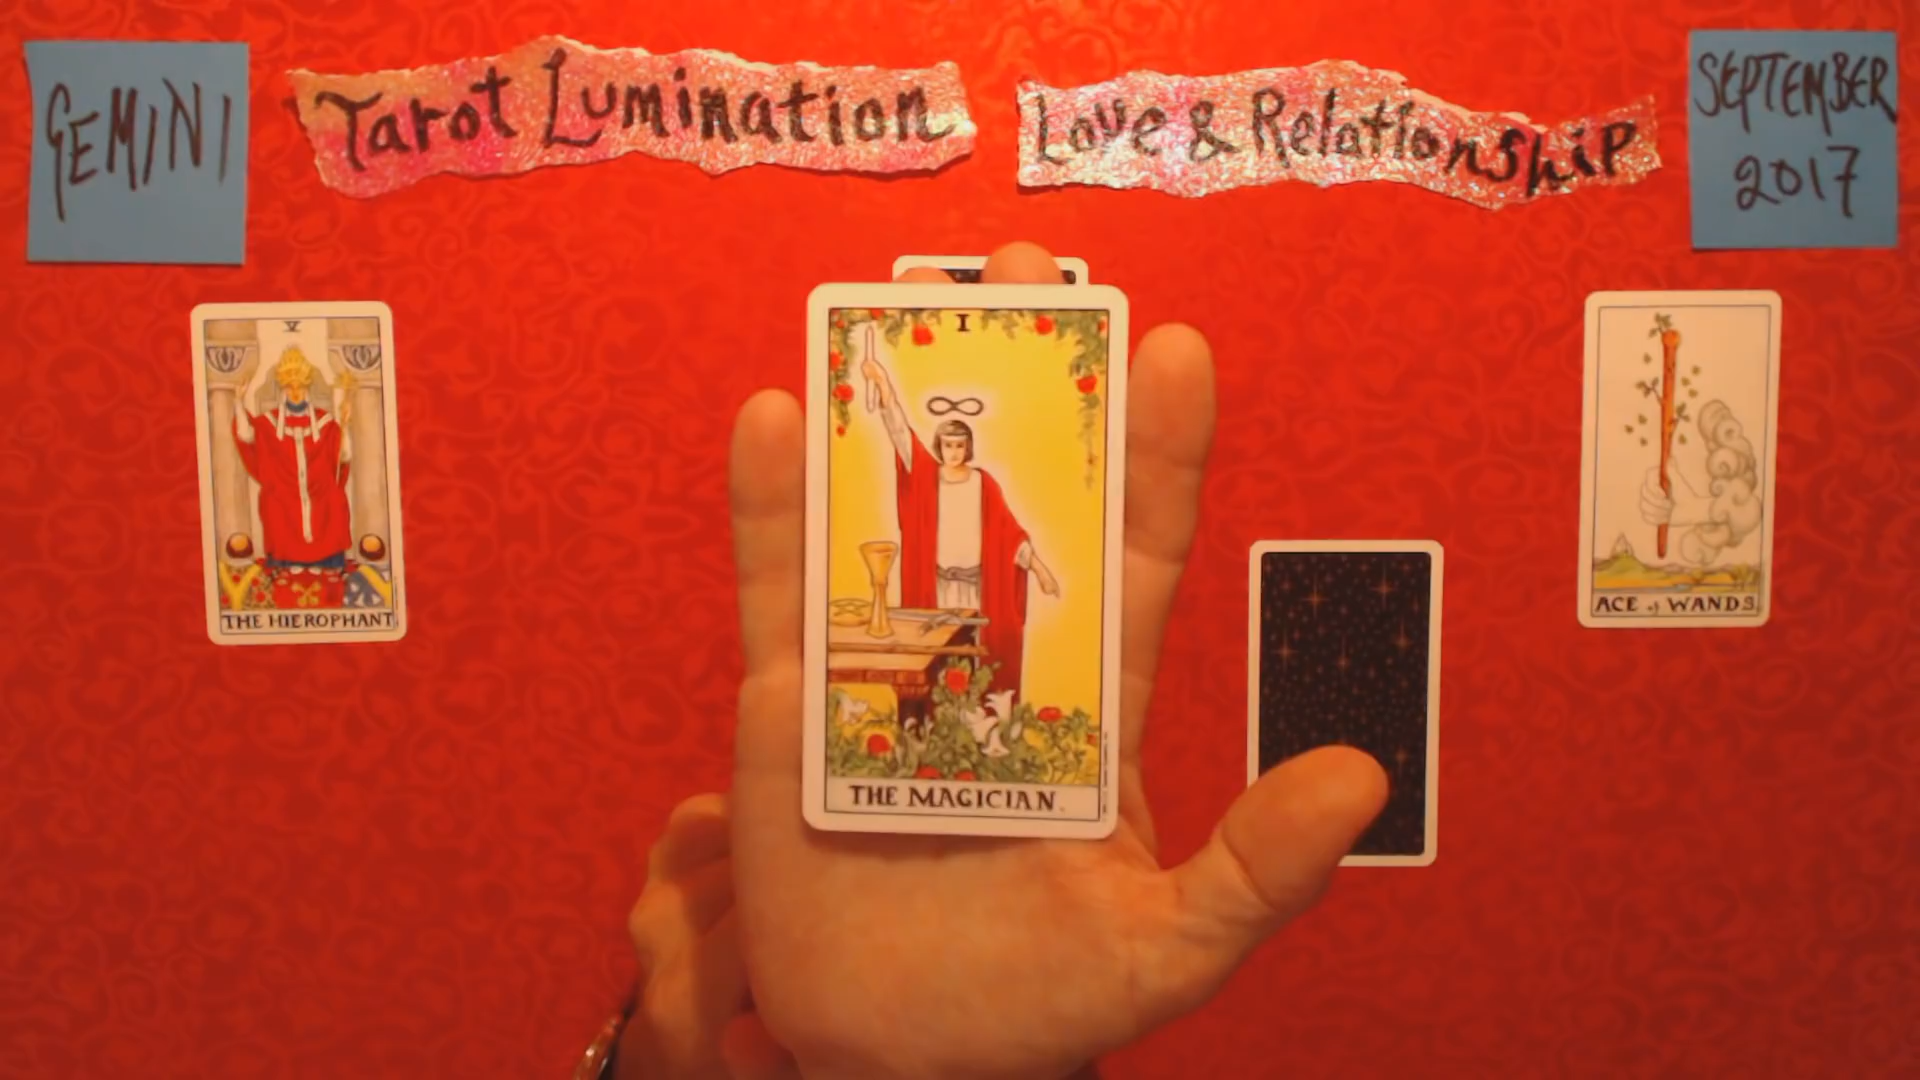 GEMINI
Tarot Lumination
Love & Relationship
SEPTEMBER
2017
V
THE HIEROPHANT
I
THE MAGICIAN.
ACE of WANDS.